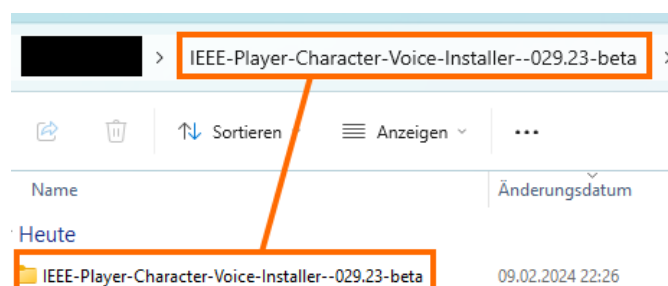 > IEEE-Player-Character-Voice-Installer--029.23-beta >
Sortieren Anzeigen ...
Name Änderungsdatum
Heute
IEEE-Player-Character-Voice-Installer--029.23-beta 09.02.2024 22:26